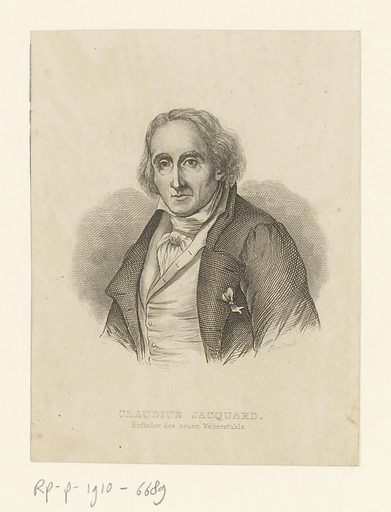 CLAUDIUS JACQUARD.
Erfinder des neuen Weberstuhls.
RP-P-1910-6689